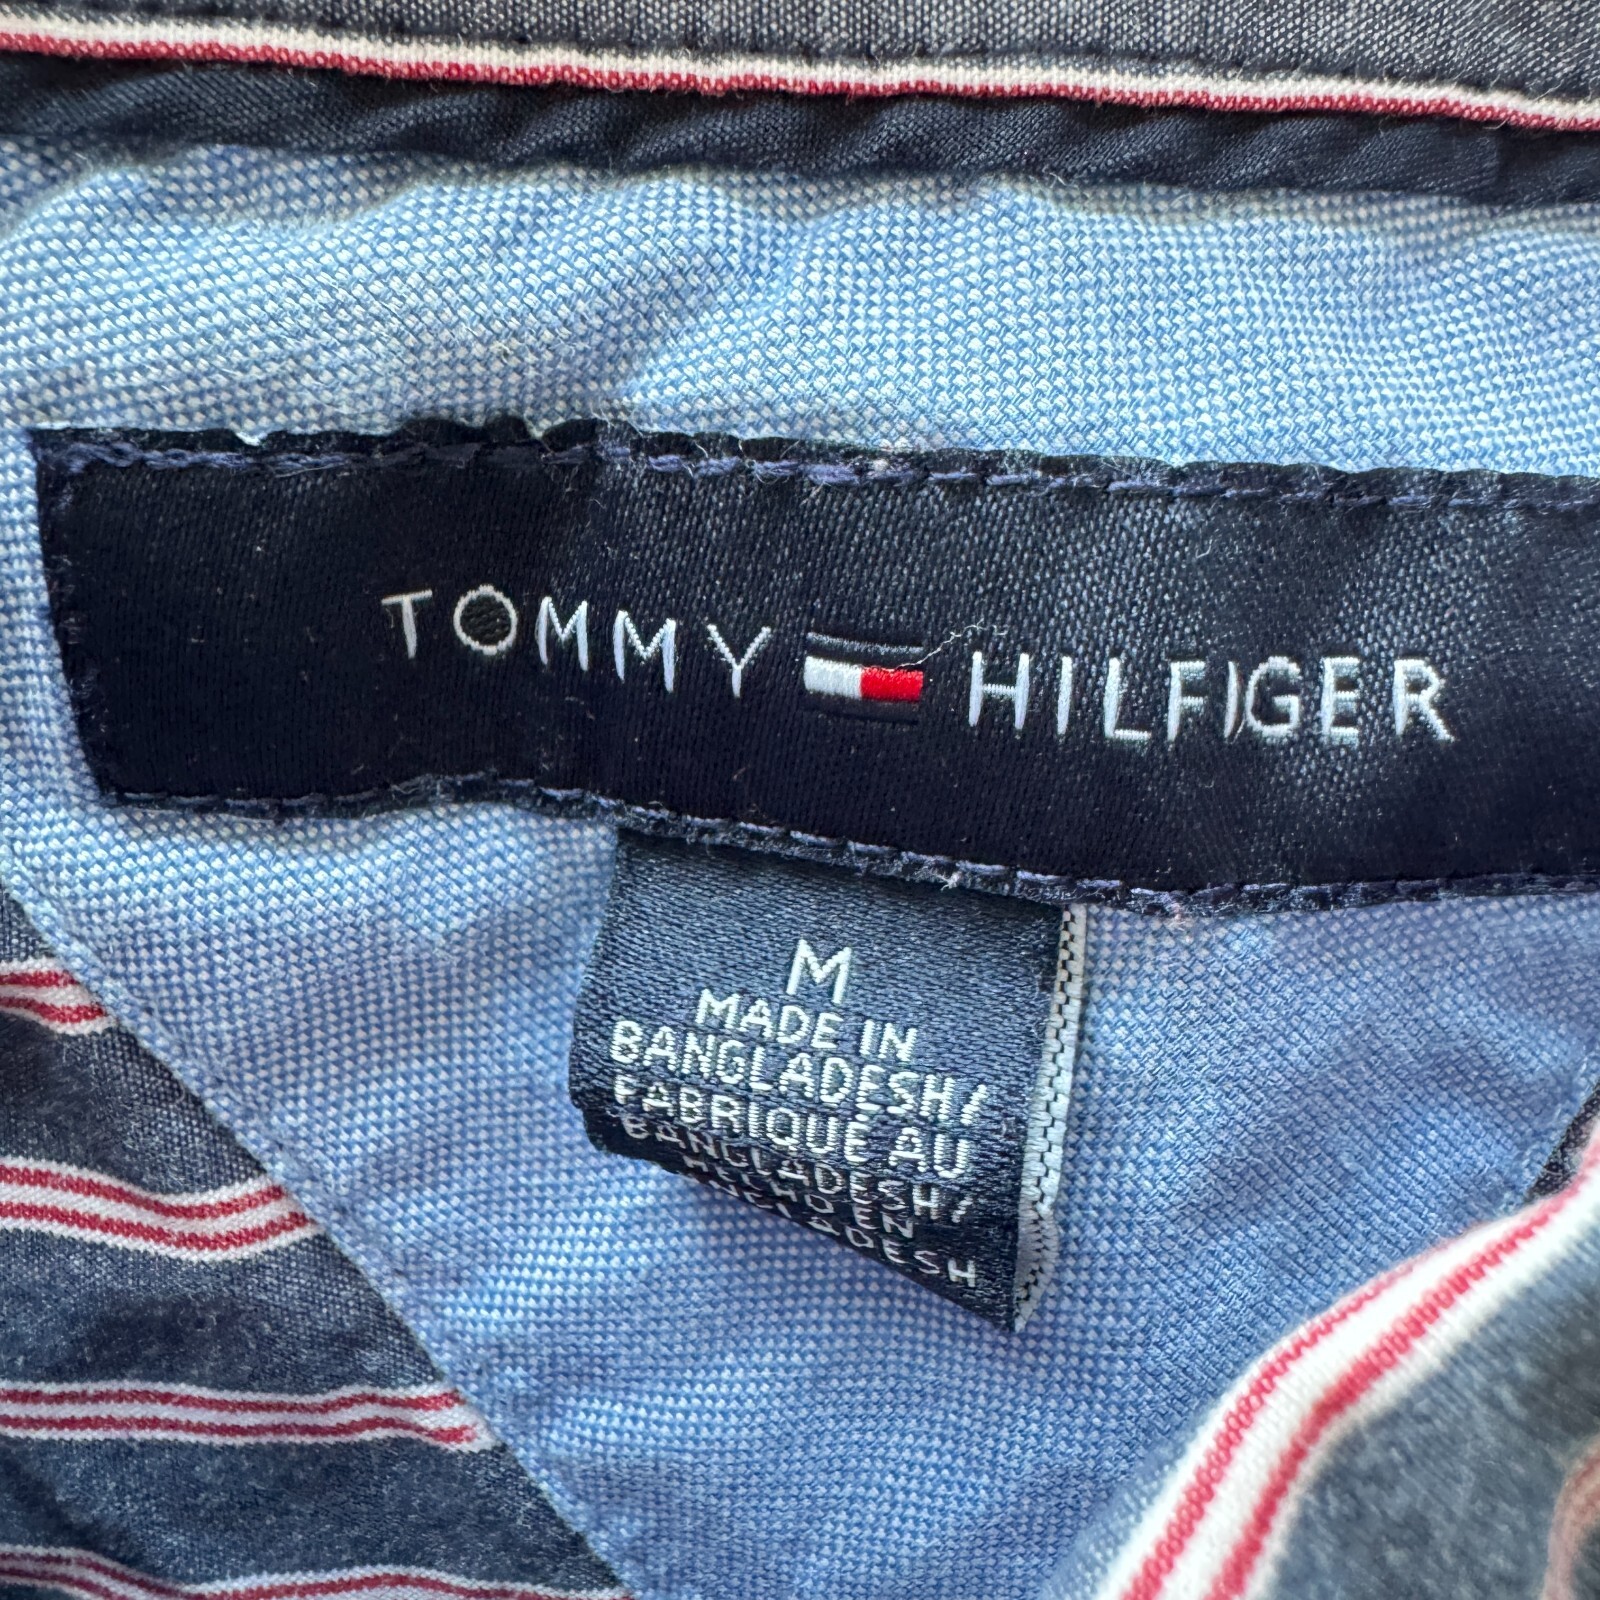 TOMMY HILFIGER
M
MADE IN
BANGLADESH/
FABRIQUE AU
BANGLADESH/
HECHO EN
BANGLADESH